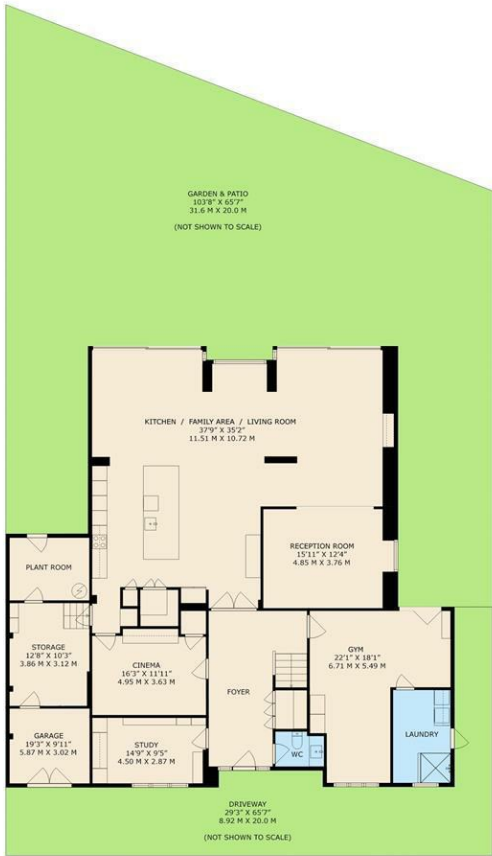 GARDEN & PATIO
103'8" X 65'7"
31.6 M X 20.0 M
(NOT SHOWN TO SCALE)
KITCHEN / FAMILY AREA / LIVING ROOM
37'9" X 35'2"
11.51 M X 10.72 M
RECEPTION ROOM
15'11" X 12'4"
4.85 M X 3.76 M
PLANT ROOM
STORAGE
12'8" X 10'3"
3.86 M X 3.12 M
CINEMA
16'3" X 11'11"
4.95 M X 3.63 M
GYM
22'1" X 18'1"
6.71 M X 5.49 M
FOYER
GARAGE
19'3" X 9'11"
5.87 M X 3.02 M
STUDY
14'9" X 9'5"
4.50 M X 2.87 M
WC
LAUNDRY
DRIVEWAY
29'3" X 65'7"
8.92 M X 20.0 M
(NOT SHOWN TO SCALE)